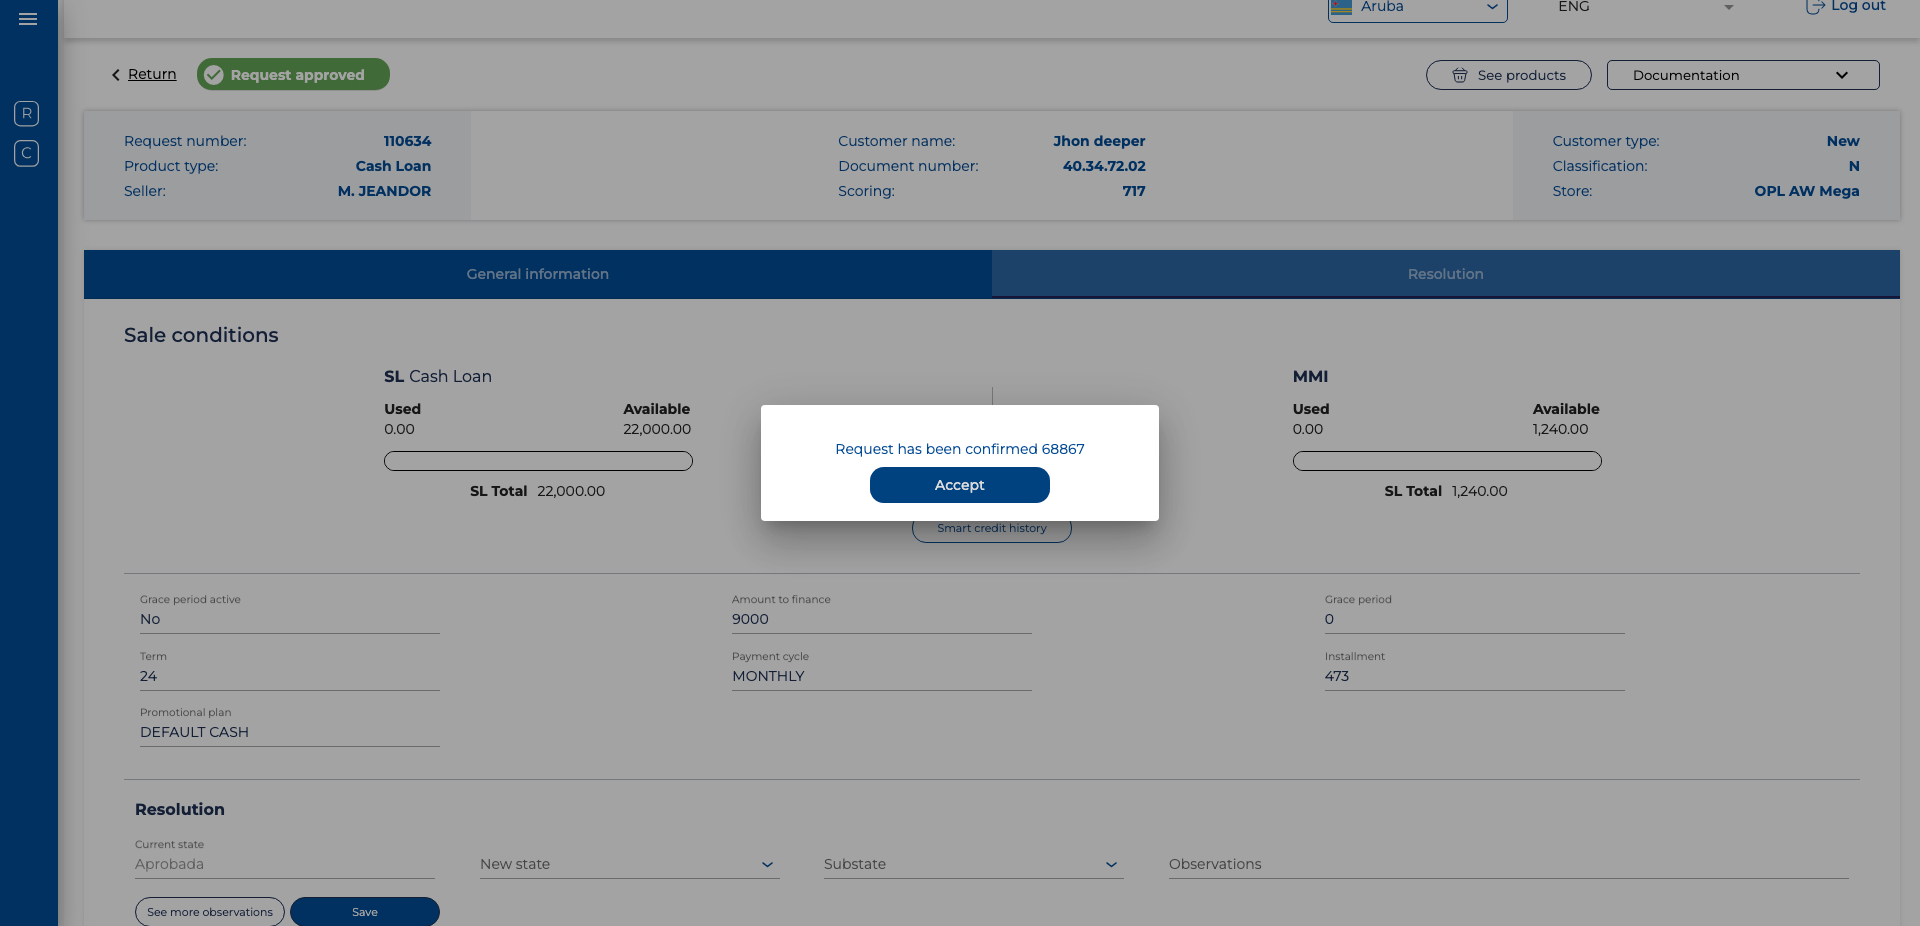 Aruba
ENG
Log out
Return
Request approved
See products
Documentation
R
C
Request number: 110634
Product type: Cash Loan
Seller: M. JEANDOR
Customer name: Jhon deeper
Document number: 40.34.72.02
Scoring: 717
Customer type: New
Classification: N
Store: OPL AW Mega
General information
Resolution
Sale conditions
SL Cash Loan
Used Available
0.00 22,000.00
SL Total 22,000.00
MMI
Used Available
0.00 1,240.00
SL Total 1,240.00
Request has been confirmed 68867
Accept
Smart credit history
Grace period active
No
Amount to finance
9000
Grace period
0
Term
24
Payment cycle
MONTHLY
Installment
473
Promotional plan
DEFAULT CASH
Resolution
Current state
Aprobada
New state
Substate
Observations
See more observations
Save